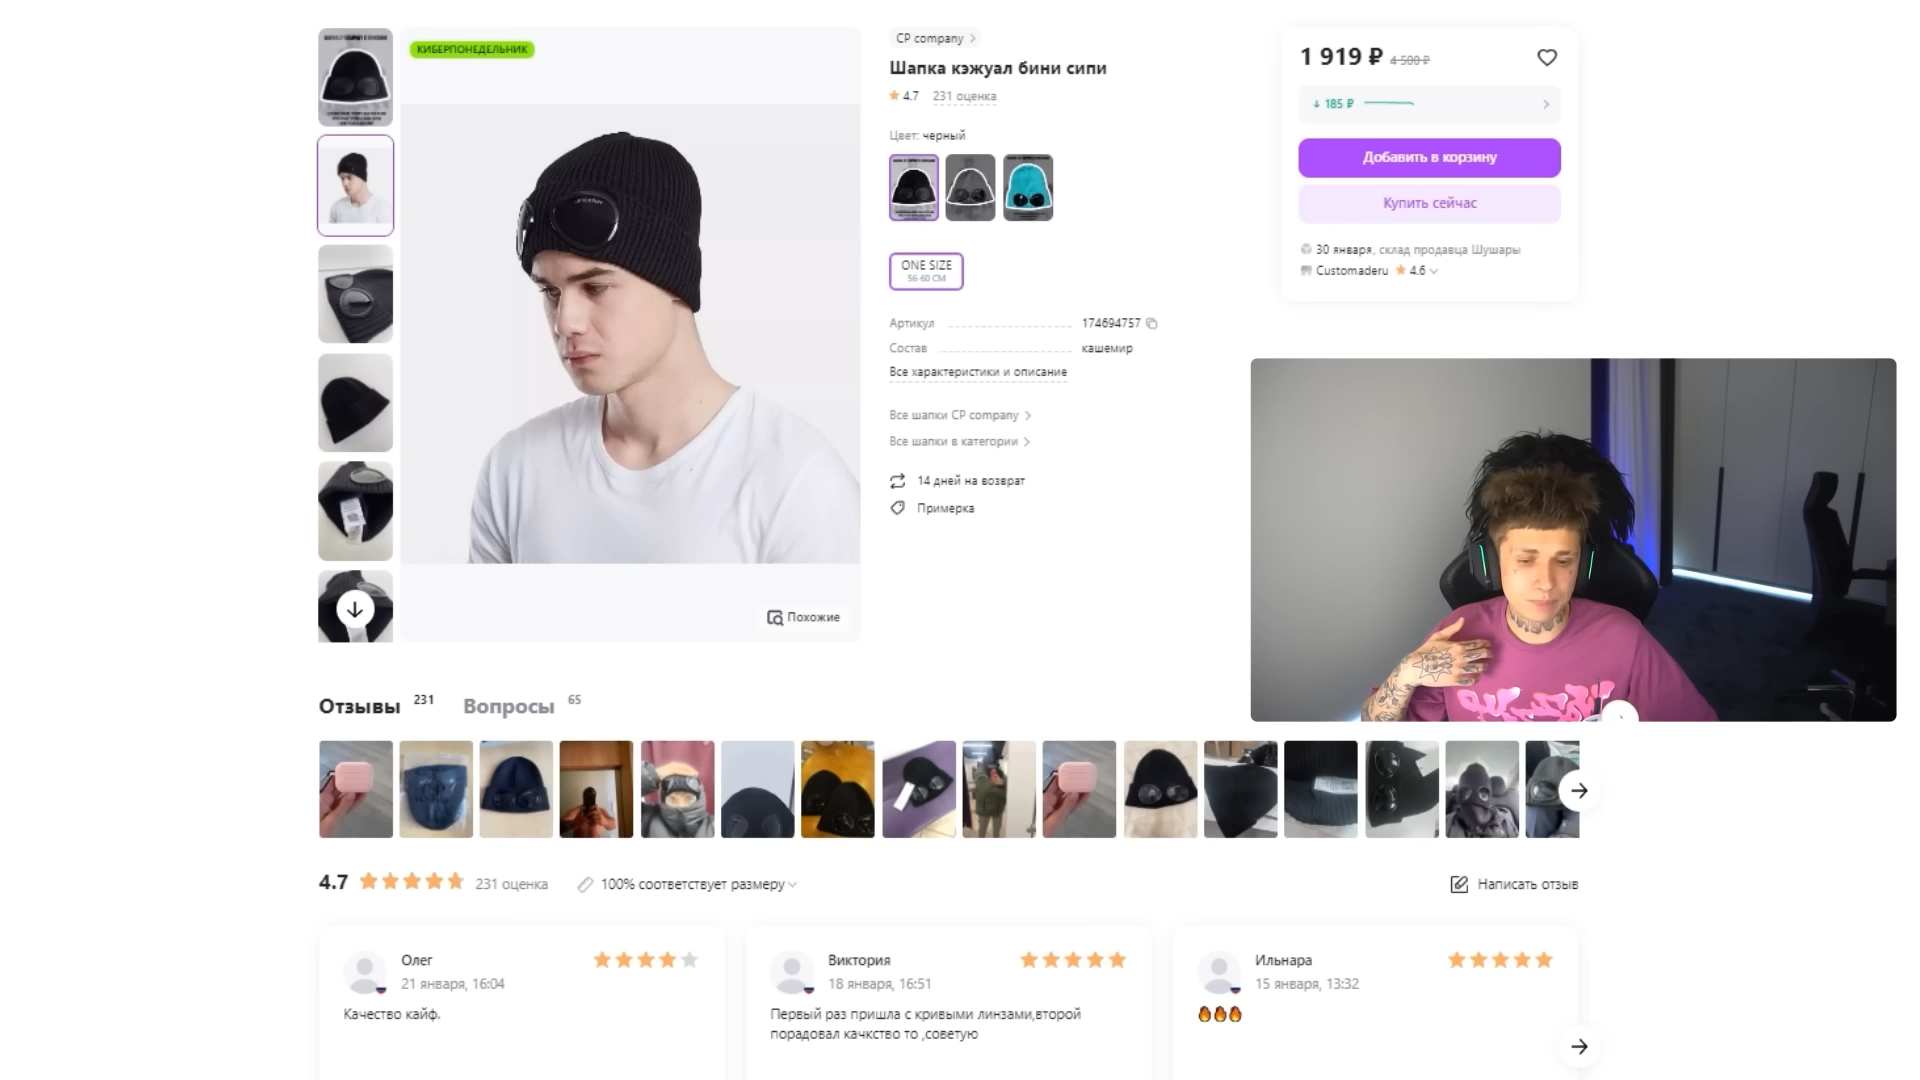 КИБЕРПОНЕДЕЛЬНИК
Похожие
CP company
Шапка кэжуал бини сипи
4.7 231 оценка
Цвет: черный
ONE SIZE
56-60 СМ
Артикул 174694757
Состав кашемир
Все характеристики и описание
Все шапки CP company
Все шапки в категории
14 дней на возврат
Примерка
1 919 ₽ 4 500 ₽
↓ 185 ₽
Добавить в корзину
Купить сейчас
30 января, склад продавца Шушары
Customaderu 4.6
Отзывы 231 Вопросы 65
4.7 231 оценка 100% соответствует размеру
Написать отзыв
Олег
21 января, 16:04
Качество кайф.
Виктория
18 января, 16:51
Первый раз пришла с кривыми линзами,второй
порадовал качкство то ,советую
Ильнара
15 января, 13:32